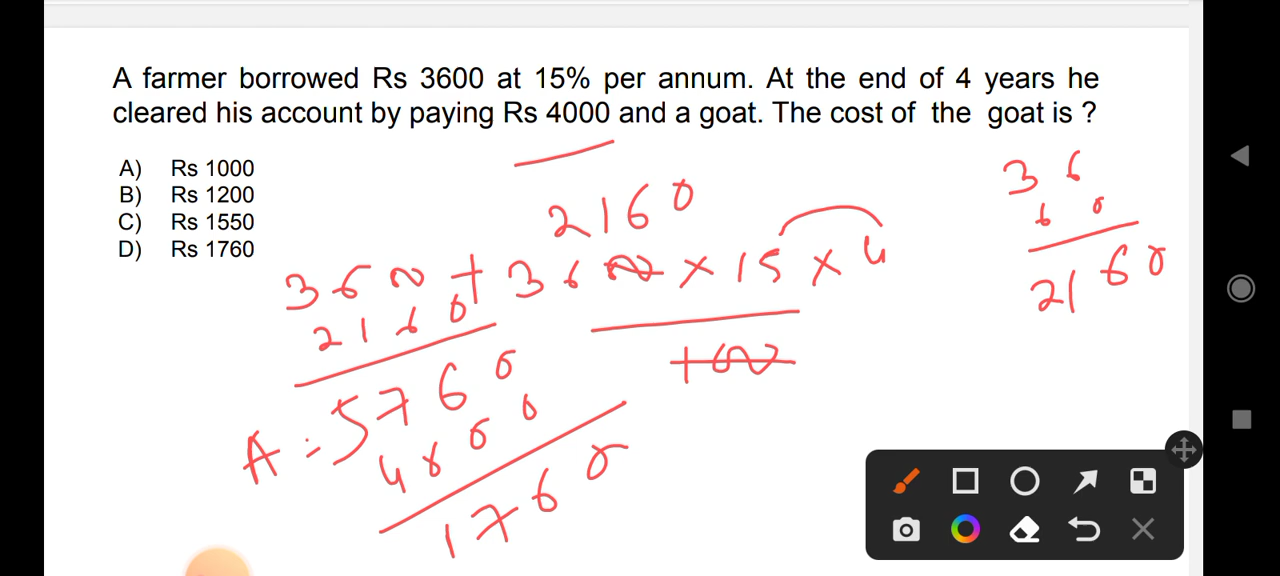 A farmer borrowed Rs 3600 at 15% per annum. At the end of 4 years he
cleared his account by paying Rs 4000 and a goat. The cost of the goat is ?
A) Rs 1000
B) Rs 1200
C) Rs 1550
D) Rs 1760
36
60
2160
2160
3600 + 3600 × 15 × 4
100
2160
A = 5760
4000
1760